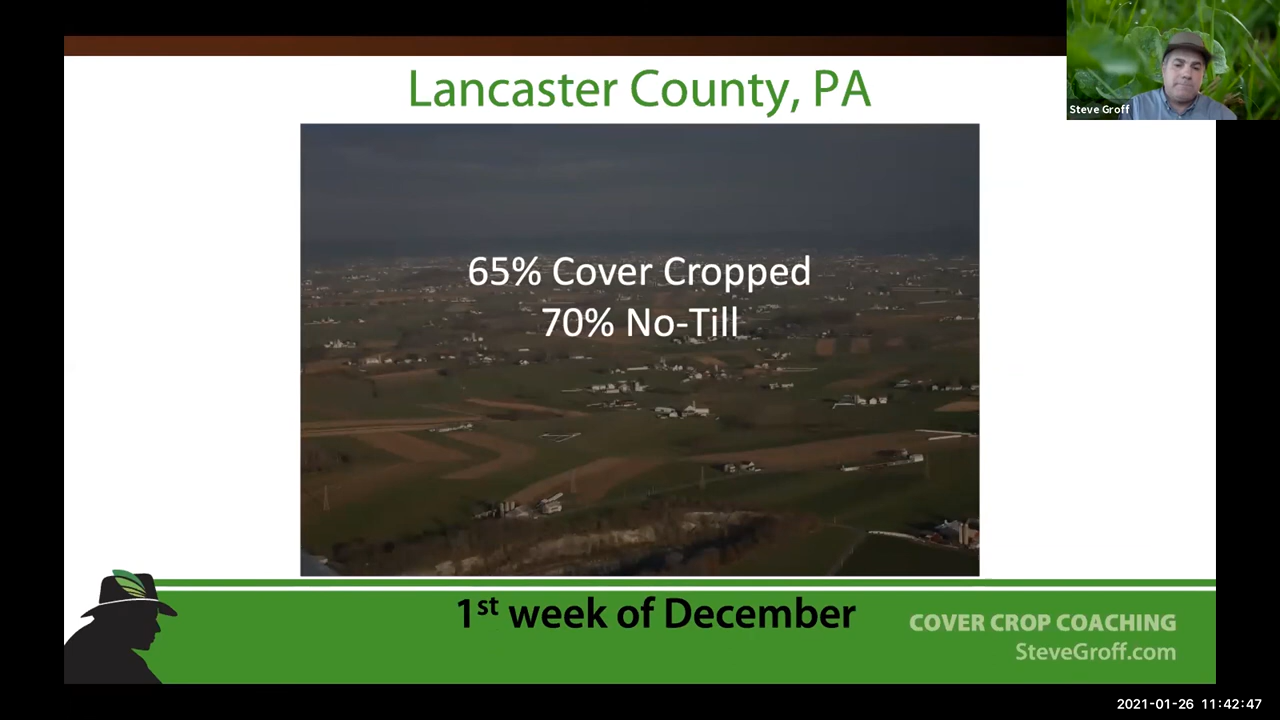 Lancaster County, PA
Steve Groff
65% Cover Cropped
70% No-Till
1st week of December
COVER CROP COACHING
SteveGroff.com
2021-01-26 11:42:47